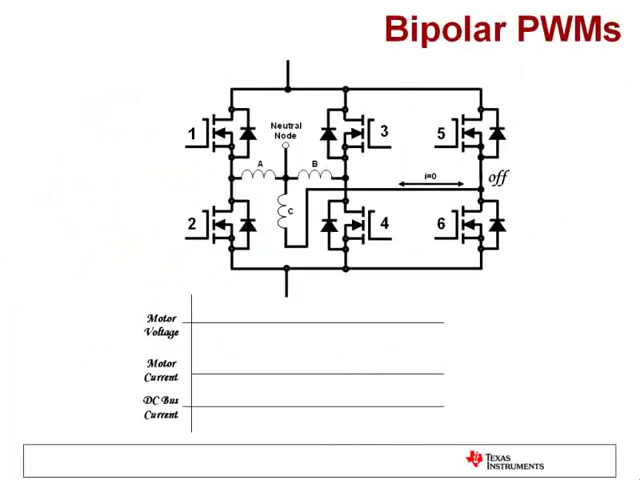 Bipolar PWMs
1
Neutral
Node
3
5
A
B
i=0
off
C
2
4
6
Motor
Voltage
Motor
Current
DC Bus
Current
TEXAS
INSTRUMENTS